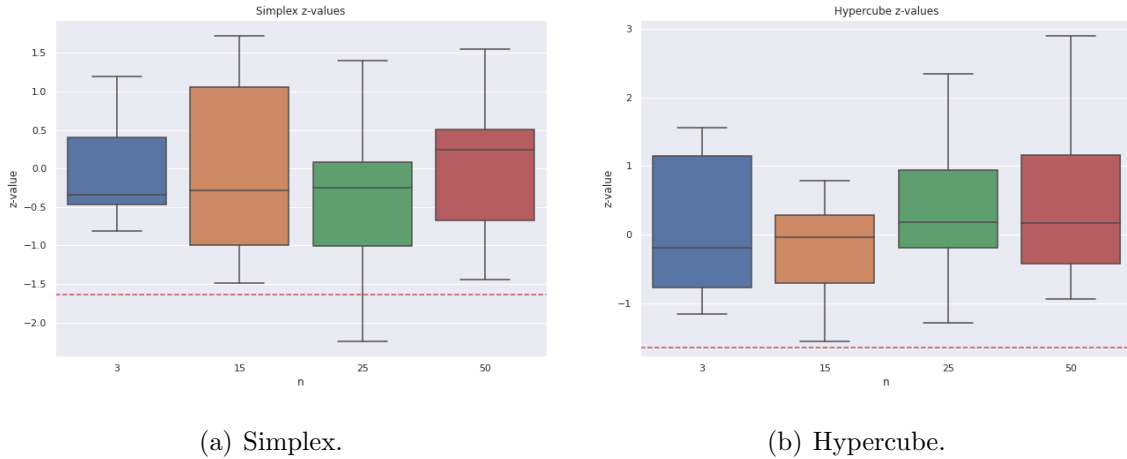 Simplex z-values
1.5
1.0
0.5
0.0
−0.5
−1.0
−1.5
−2.0
z-value
3 15 25 50
n
(a) Simplex.
Hypercube z-values
3
2
1
0
−1
z-value
3 15 25 50
n
(b) Hypercube.